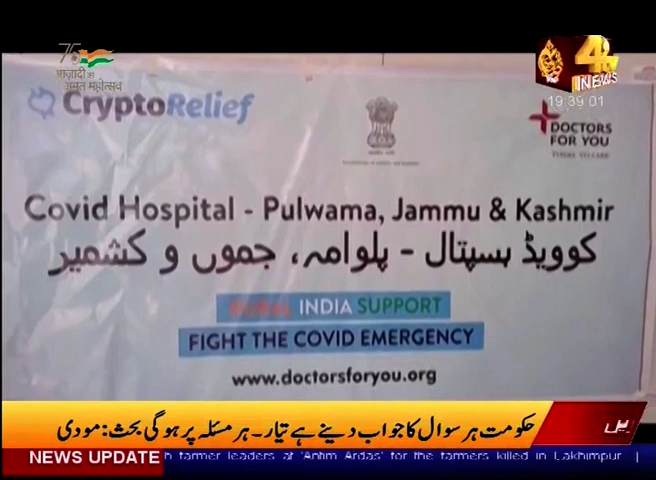 75
आज़ादी का
अमृत महोत्सव
4tv
NEWS
19:39:01
CryptoRelief
DOCTORS
FOR YOU
Covid Hospital - Pulwama, Jammu & Kashmir
کوویڈ ہسپتال - پلوامہ، جموں و کشمیر
RURAL INDIA SUPPORT
FIGHT THE COVID EMERGENCY
www.doctorsforyou.org
حکومت ہر سوال کا جواب دینے ہے تیار۔ ہر مسئلہ پر ہوگی بحث: مودی
NEWS UPDATE
h farmer leaders at 'Antim Ardas' for the farmers killed in Lakhimpur